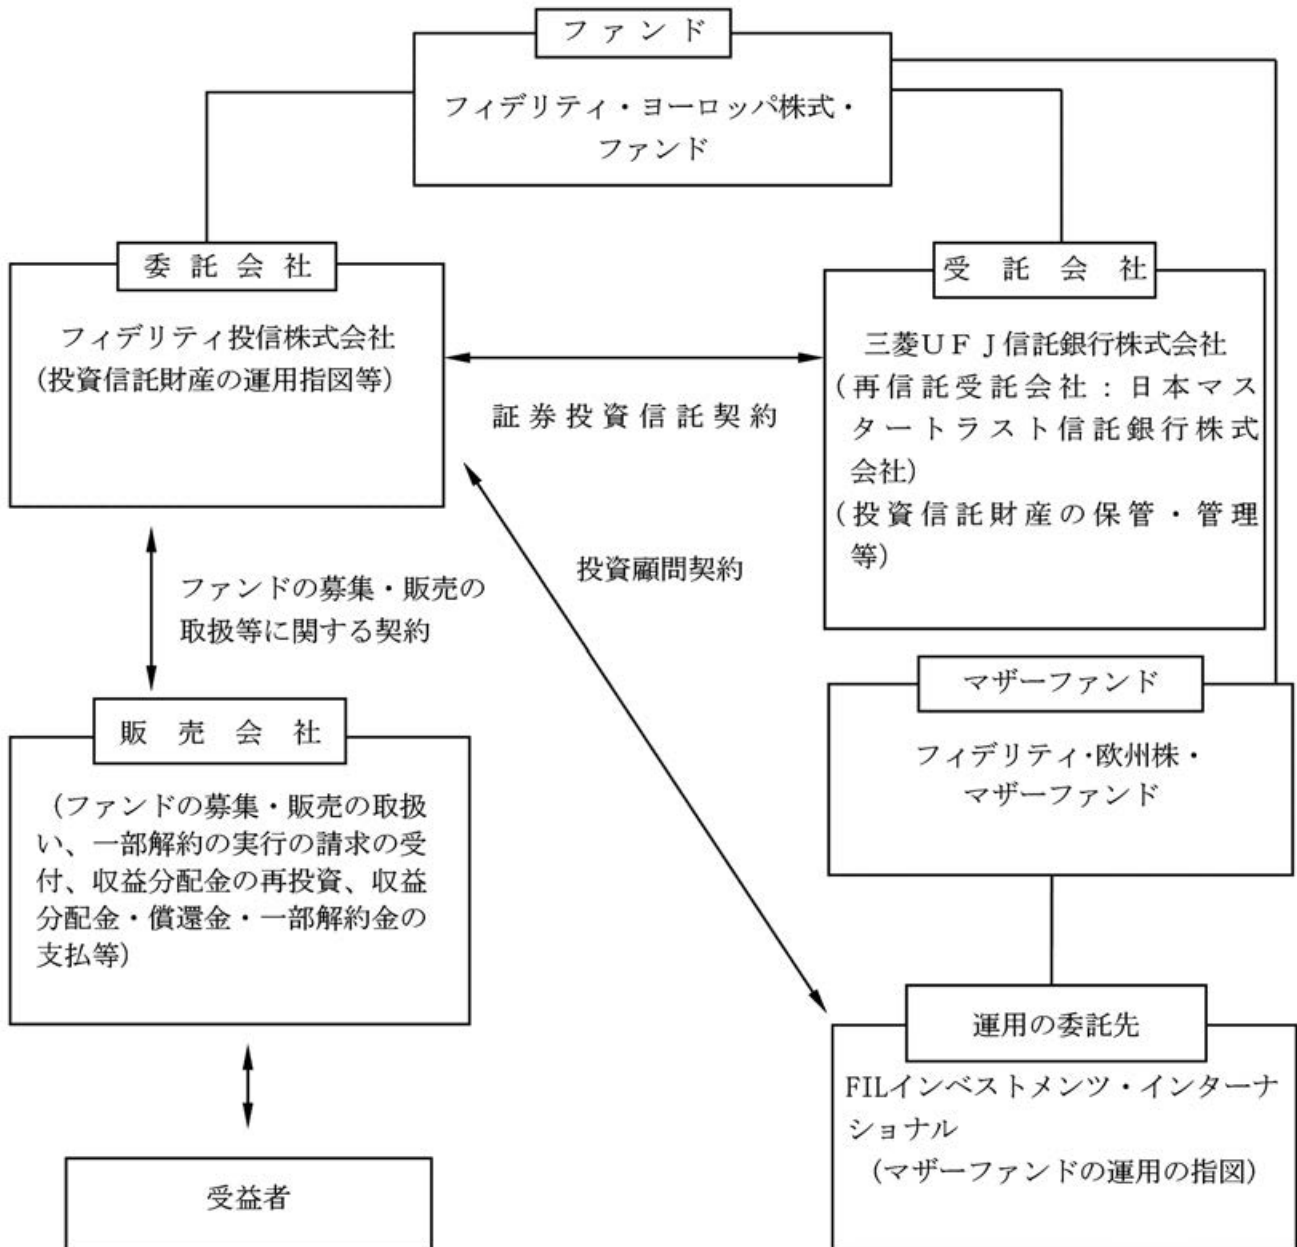 ファンド
フィデリティ・ヨーロッパ株式・
ファンド
委託会社
フィデリティ投信株式会社
(投資信託財産の運用指図等)
証券投資信託契約
受託会社
三菱UFJ信託銀行株式会社
(再信託受託会社:日本マス
タートラスト信託銀行株式
会社)
(投資信託財産の保管・管理
等)
投資顧問契約
ファンドの募集・販売の
取扱等に関する契約
マザーファンド
フィデリティ・欧州株・
マザーファンド
販売会社
(ファンドの募集・販売の取扱
い、一部解約の実行の請求の受
付、収益分配金の再投資、収益
分配金・償還金・一部解約金の
支払等)
運用の委託先
FILインベストメンツ・インターナ
ショナル
(マザーファンドの運用の指図)
受益者